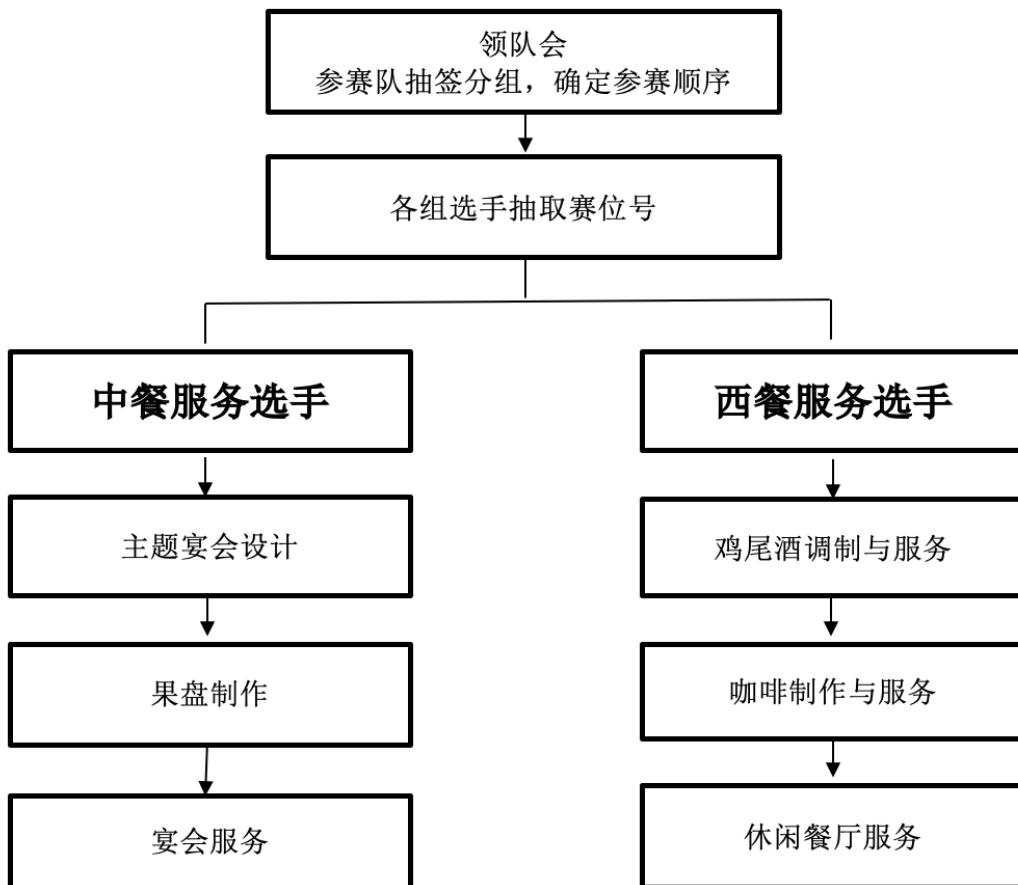 领队会
参赛队抽签分组，确定参赛顺序
各组选手抽取赛位号
中餐服务选手
西餐服务选手
主题宴会设计
鸡尾酒调制与服务
果盘制作
咖啡制作与服务
宴会服务
休闲餐厅服务